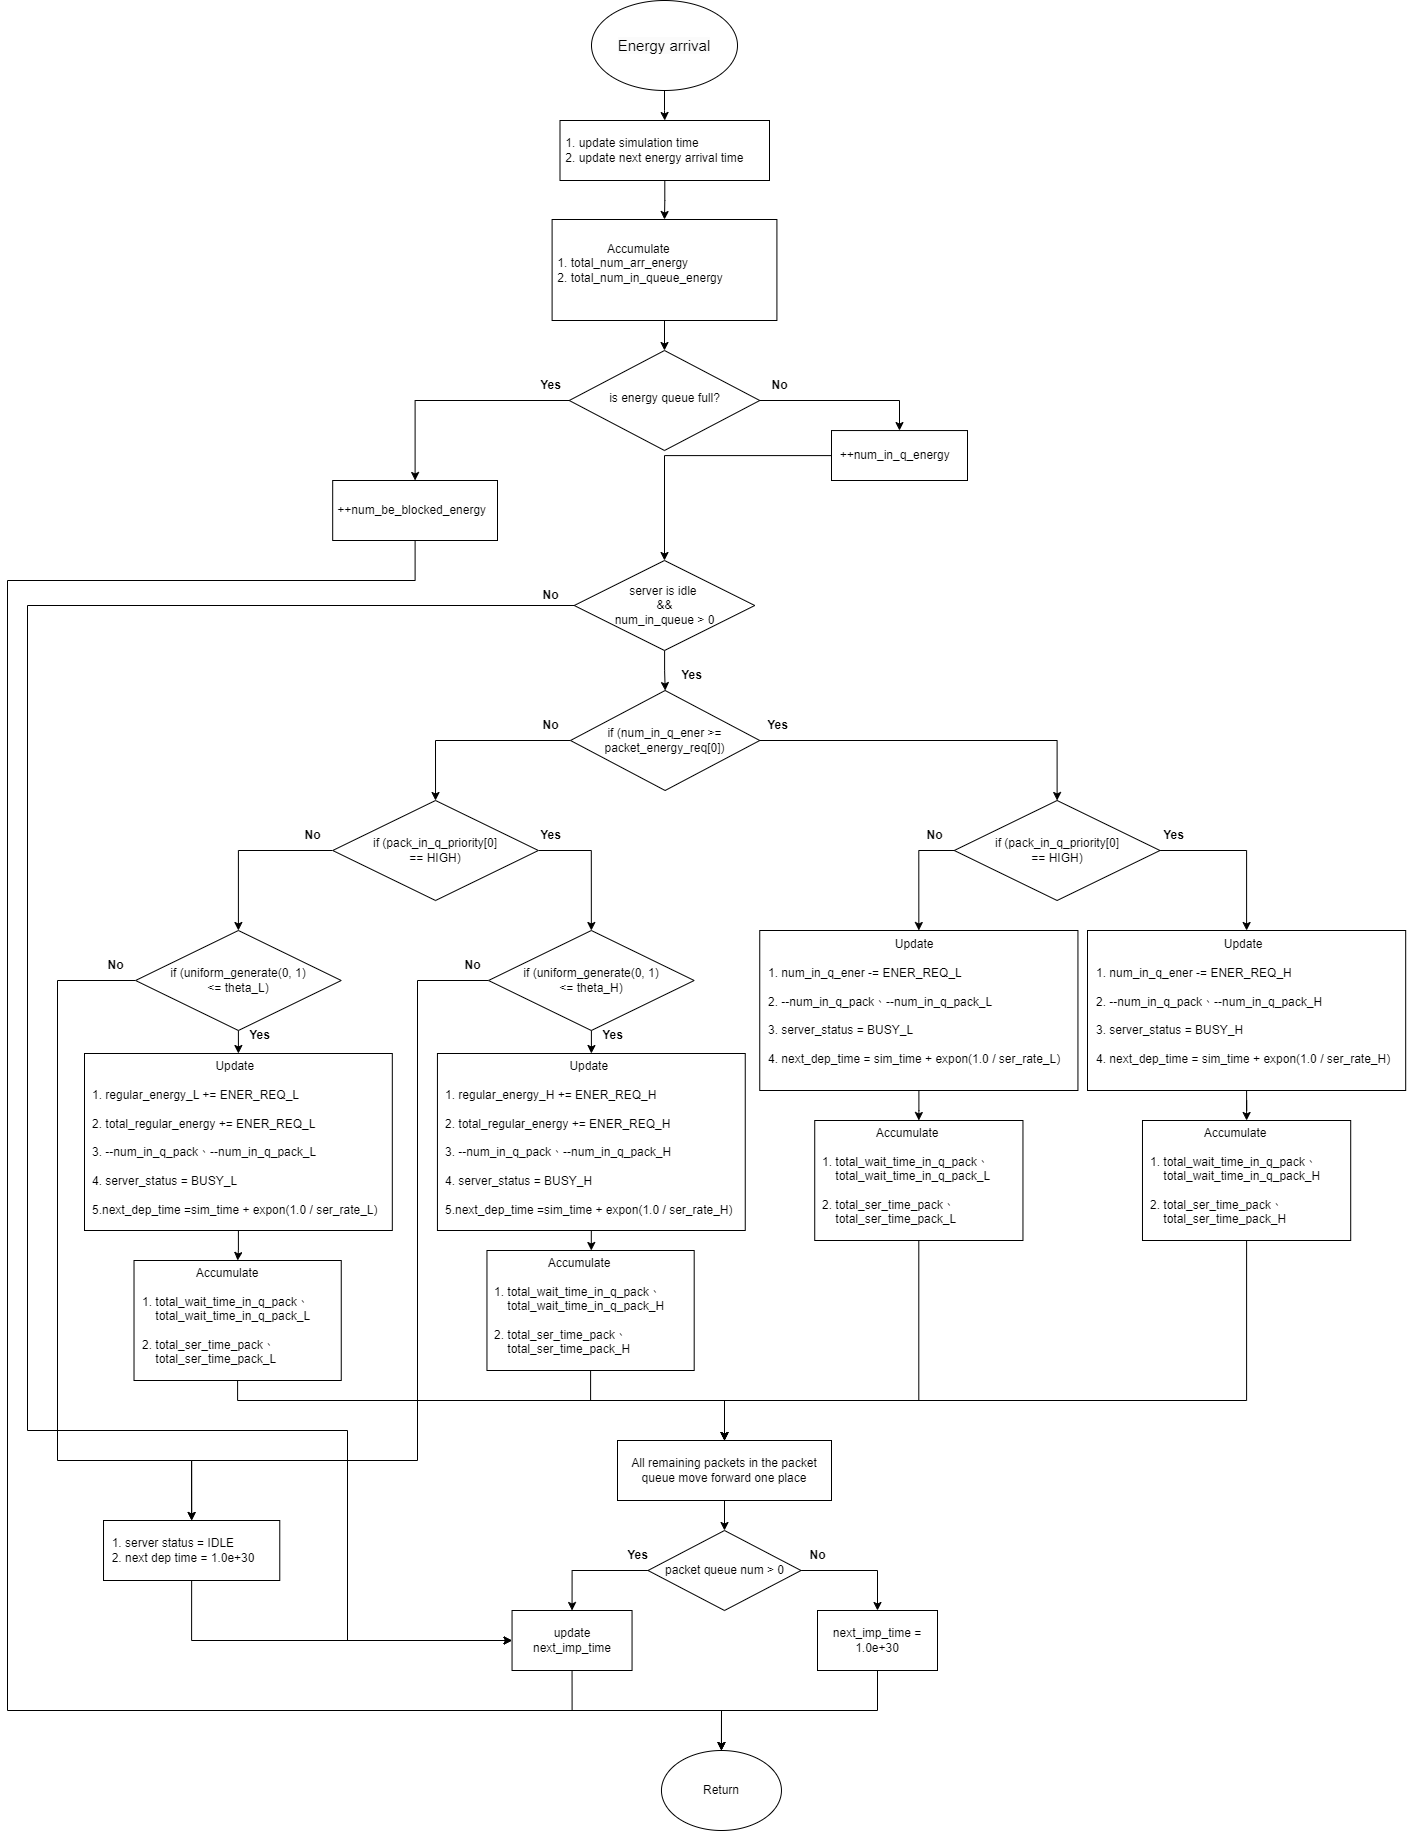 Energy arrival
1. update simulation time
2. update next energy arrival time
Accumulate
1. total_num_arr_energy
2. total_num_in_queue_energy
is energy queue full?
Yes
No
++num_in_q_energy
++num_be_blocked_energy
server is idle
&&
num_in_queue > 0
No
Yes
if (num_in_q_ener >=
packet_energy_req[0])
No
Yes
if (pack_in_q_priority[0]
== HIGH)
No
Yes
if (pack_in_q_priority[0]
== HIGH)
No
Yes
if (uniform_generate(0, 1)
<= theta_L)
No
Yes
if (uniform_generate(0, 1)
<= theta_H)
No
Yes
Update
1. num_in_q_ener -= ENER_REQ_L
2. --num_in_q_pack、--num_in_q_pack_L
3. server_status = BUSY_L
4. next_dep_time = sim_time + expon(1.0 / ser_rate_L)
Update
1. num_in_q_ener -= ENER_REQ_H
2. --num_in_q_pack、--num_in_q_pack_H
3. server_status = BUSY_H
4. next_dep_time = sim_time + expon(1.0 / ser_rate_H)
Update
1. regular_energy_L += ENER_REQ_L
2. total_regular_energy += ENER_REQ_L
3. --num_in_q_pack、--num_in_q_pack_L
4. server_status = BUSY_L
5.next_dep_time =sim_time + expon(1.0 / ser_rate_L)
Update
1. regular_energy_H += ENER_REQ_H
2. total_regular_energy += ENER_REQ_H
3. --num_in_q_pack、--num_in_q_pack_H
4. server_status = BUSY_H
5.next_dep_time =sim_time + expon(1.0 / ser_rate_H)
Accumulate
1. total_wait_time_in_q_pack、
total_wait_time_in_q_pack_L
2. total_ser_time_pack、
total_ser_time_pack_L
Accumulate
1. total_wait_time_in_q_pack、
total_wait_time_in_q_pack_H
2. total_ser_time_pack、
total_ser_time_pack_H
Accumulate
1. total_wait_time_in_q_pack、
total_wait_time_in_q_pack_L
2. total_ser_time_pack、
total_ser_time_pack_L
Accumulate
1. total_wait_time_in_q_pack、
total_wait_time_in_q_pack_H
2. total_ser_time_pack、
total_ser_time_pack_H
All remaining packets in the packet
queue move forward one place
1. server status = IDLE
2. next dep time = 1.0e+30
packet queue num > 0
Yes
No
update
next_imp_time
next_imp_time =
1.0e+30
Return